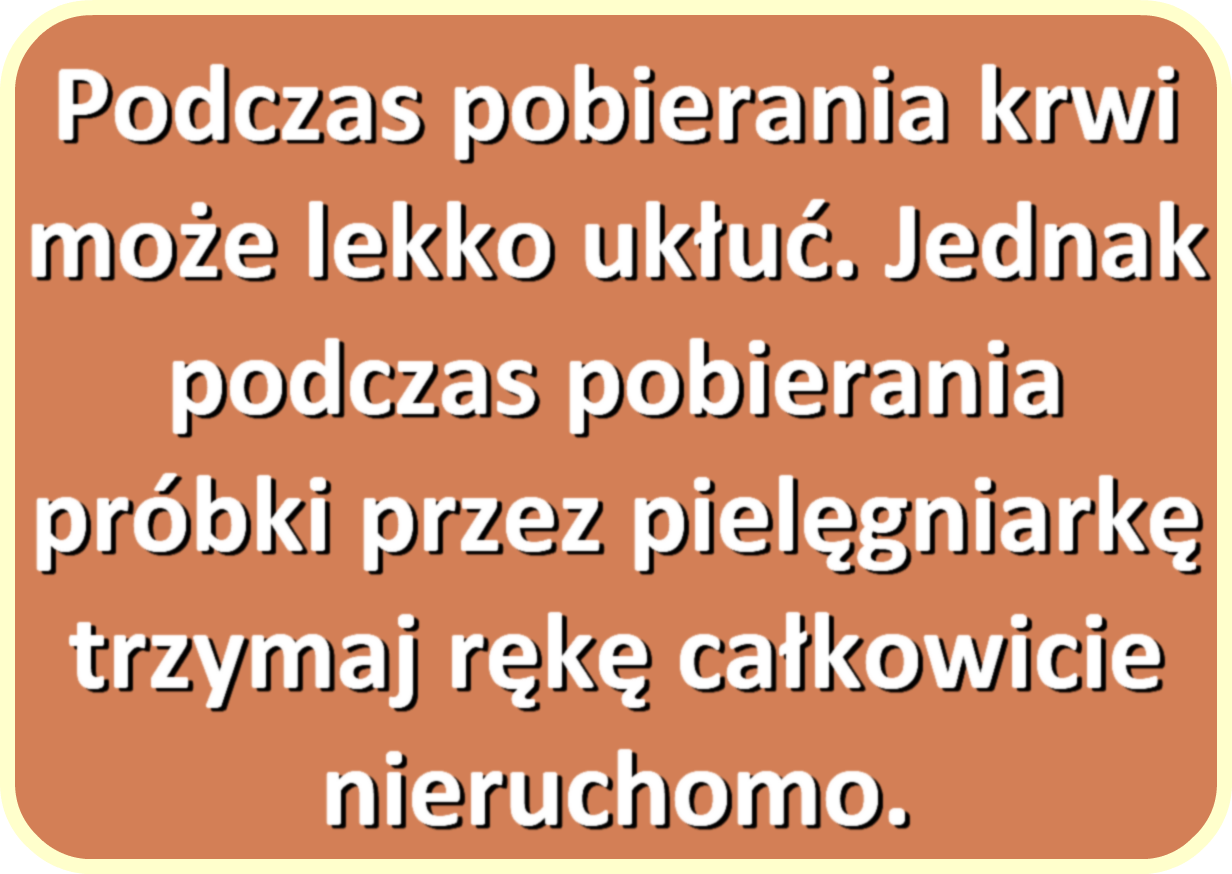 Podczas pobierania krwi
może lekko ukłuć. Jednak
podczas pobierania
próbki przez pielęgniarkę
trzymaj rękę całkowicie
nieruchomo.